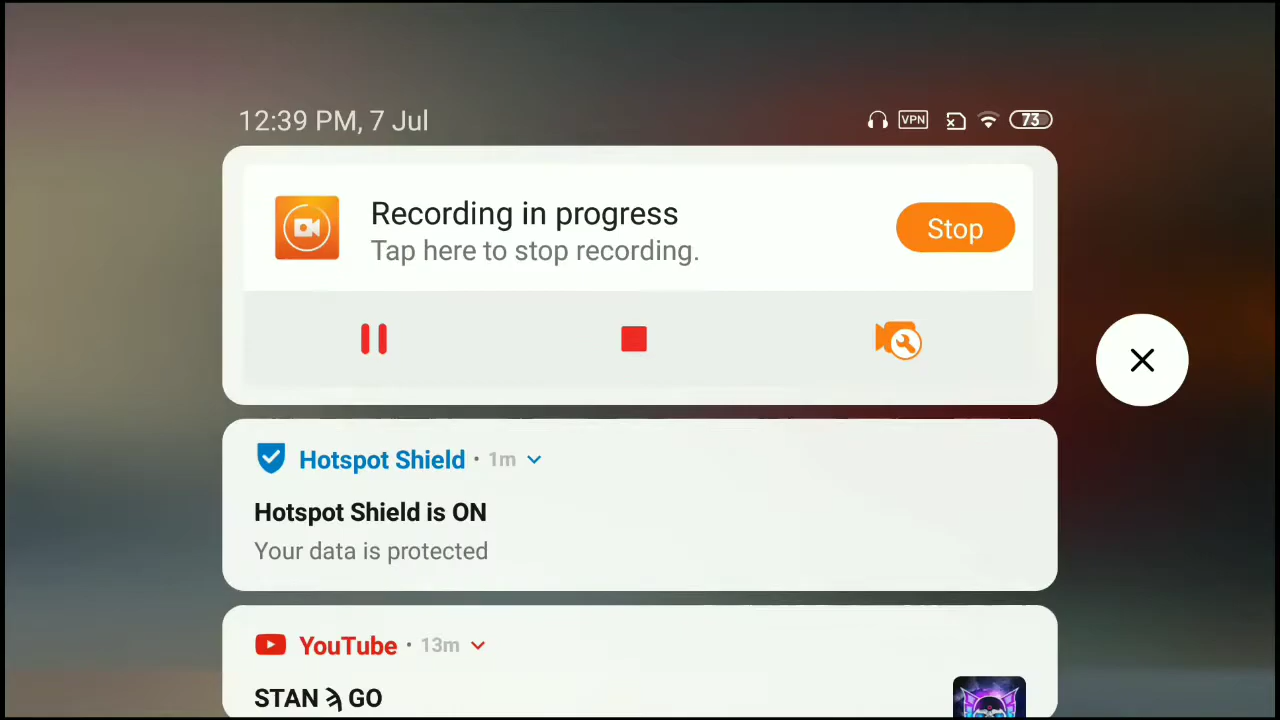 12:39 PM, 7 Jul
VPN
73
Recording in progress
Tap here to stop recording.
Stop
Hotspot Shield • 1m
Hotspot Shield is ON
Your data is protected
YouTube • 13m
STAN ϡ GO